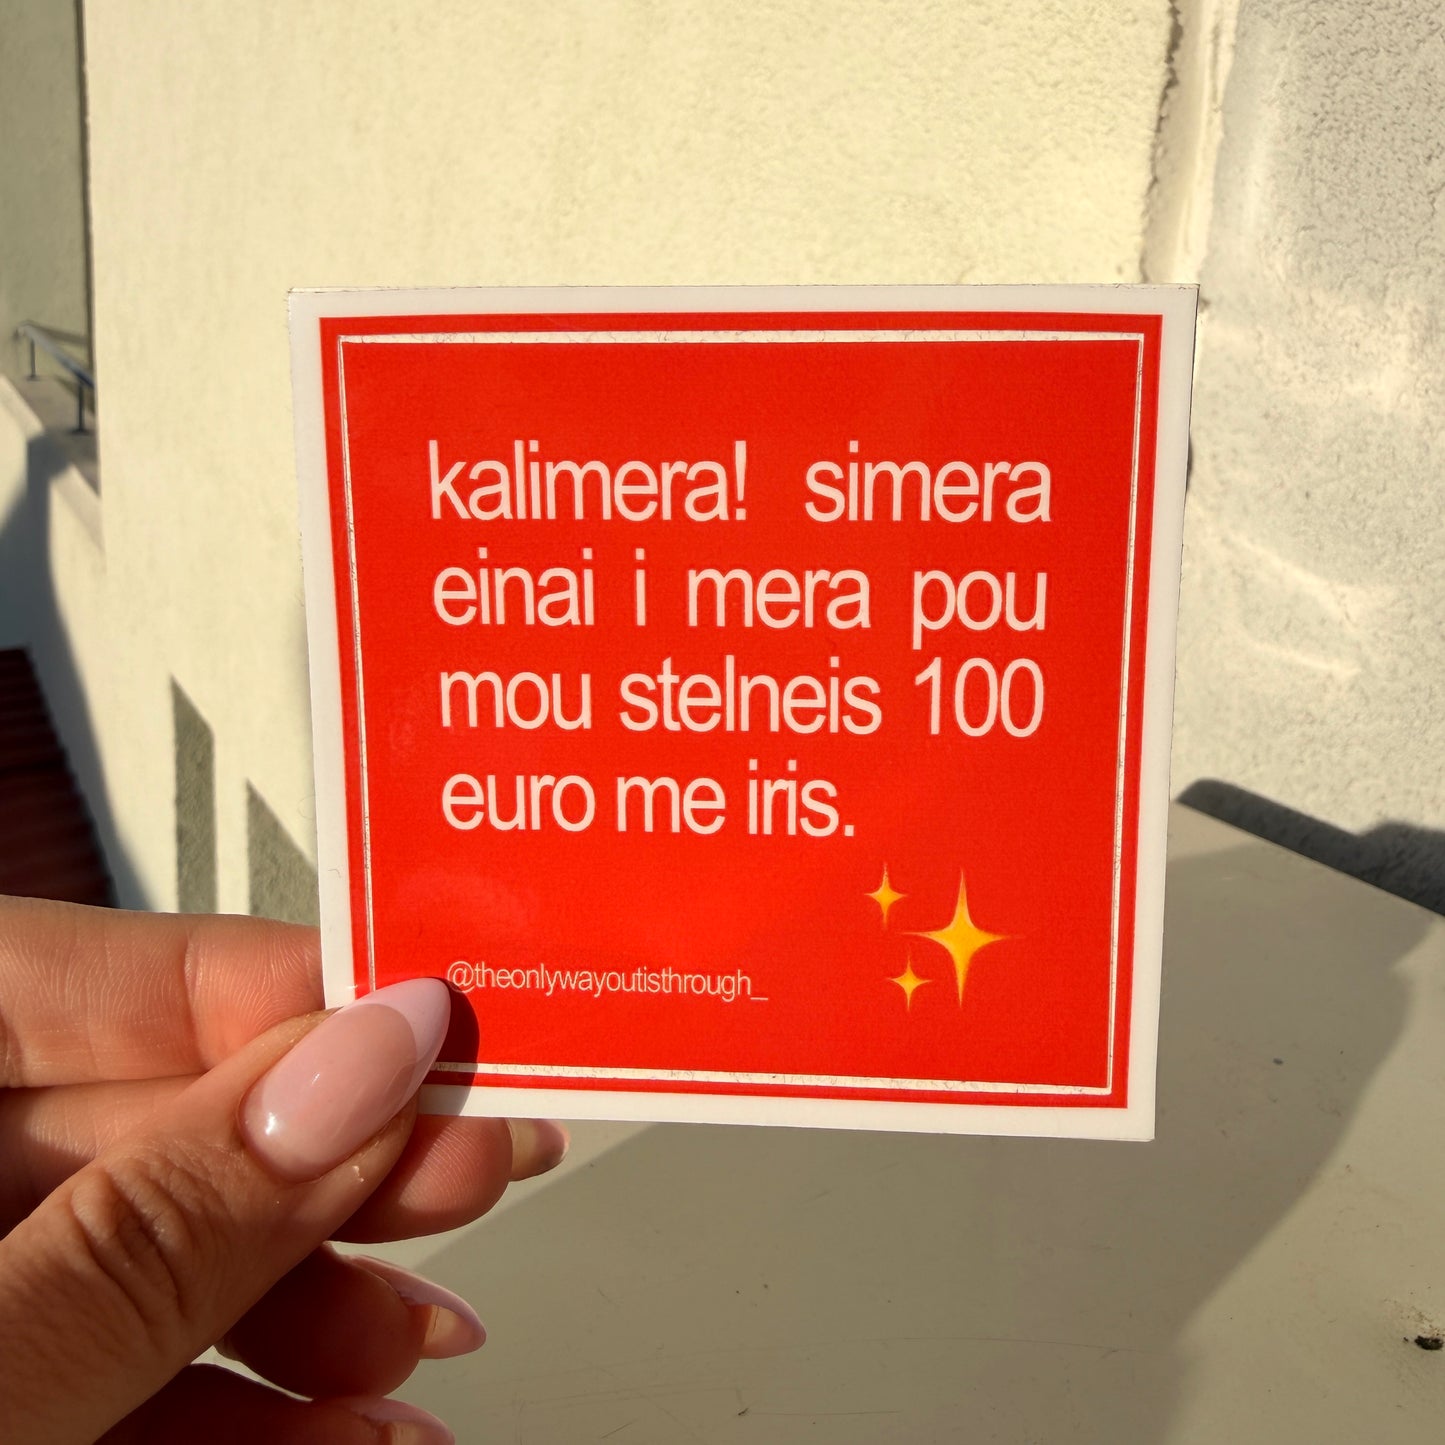 kalimera! simera
einai i mera pou
mou stelneis 100
euro me iris.
@theonlywayoutisthrough_